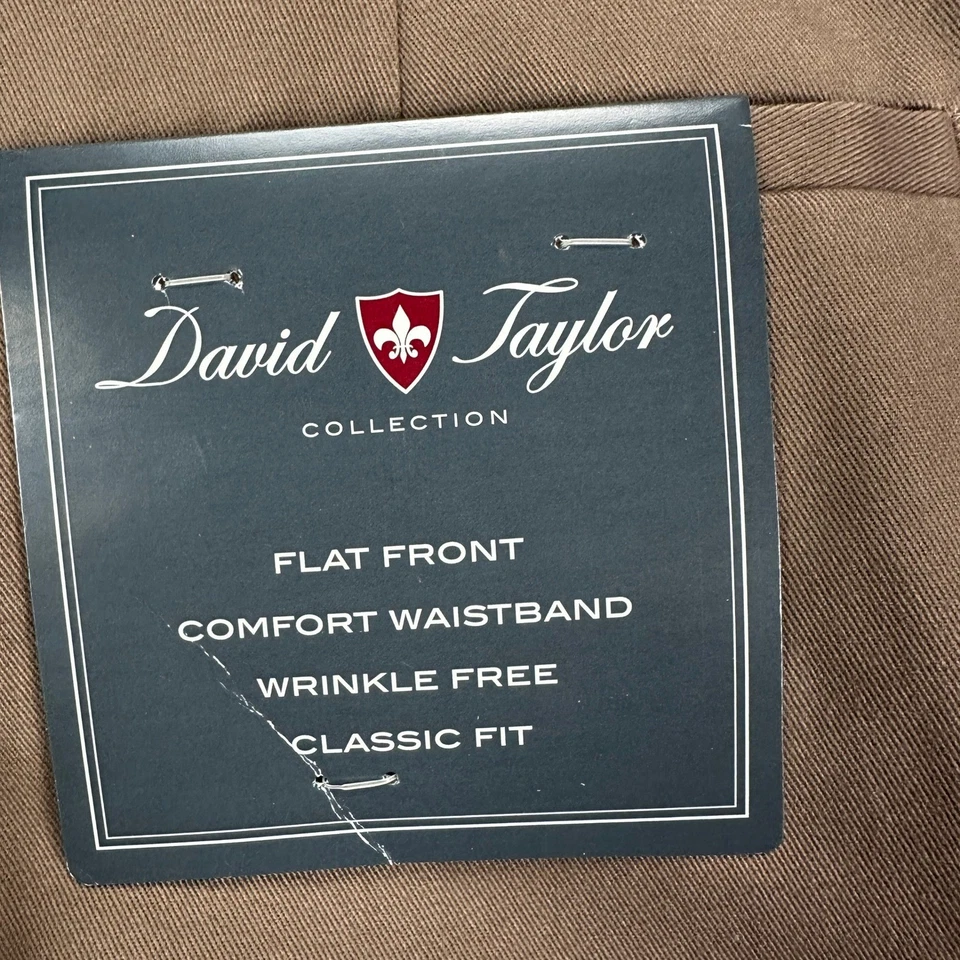 David Taylor
COLLECTION
FLAT FRONT
COMFORT WAISTBAND
WRINKLE FREE
CLASSIC FIT